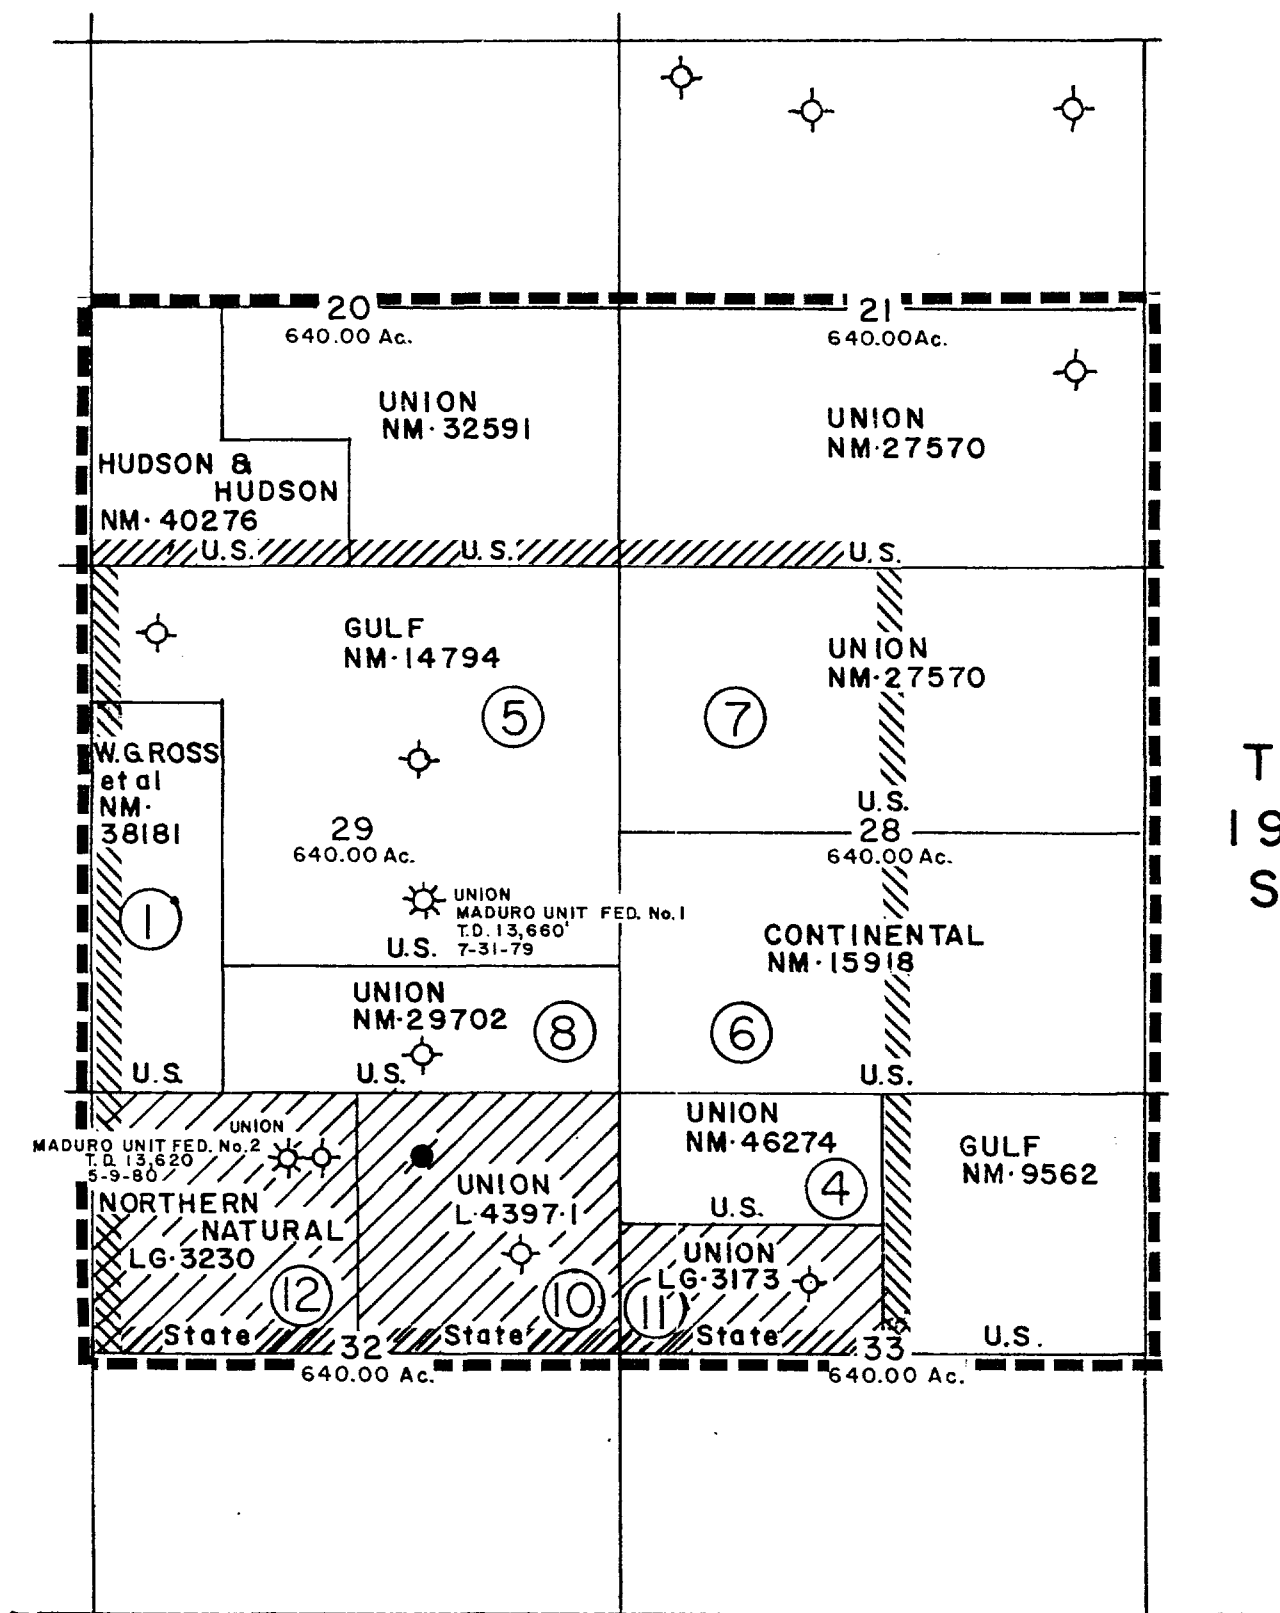 20
640.00 Ac.
21
640.00Ac.
UNION
NM·32591
UNION
NM·27570
HUDSON &
HUDSON
NM·40276
U.S.
U.S.
U.S.
GULF
NM·14794
UNION
NM·27570
5
7
W.G.ROSS
et al
NM·
38181
T
19
S
U.S.
29
640.00 Ac.
28
640.00 Ac.
1
UNION
MADURO UNIT FED. No.1
T.D. 13,660'
7-31-79
U.S.
CONTINENTAL
NM·15918
UNION
NM·29702
8
6
U.S.
U.S.
U.S.
UNION
MADURO UNIT FED. No.2
T.D. 13,620
5-9-80
UNION
NM·46274
GULF
NM·9562
4
U.S.
NORTHERN
NATURAL
LG·3230
UNION
L·4397·1
UNION
LG·3173
12
10
11
State
State
State
U.S.
32
640.00 Ac.
33
640.00 Ac.